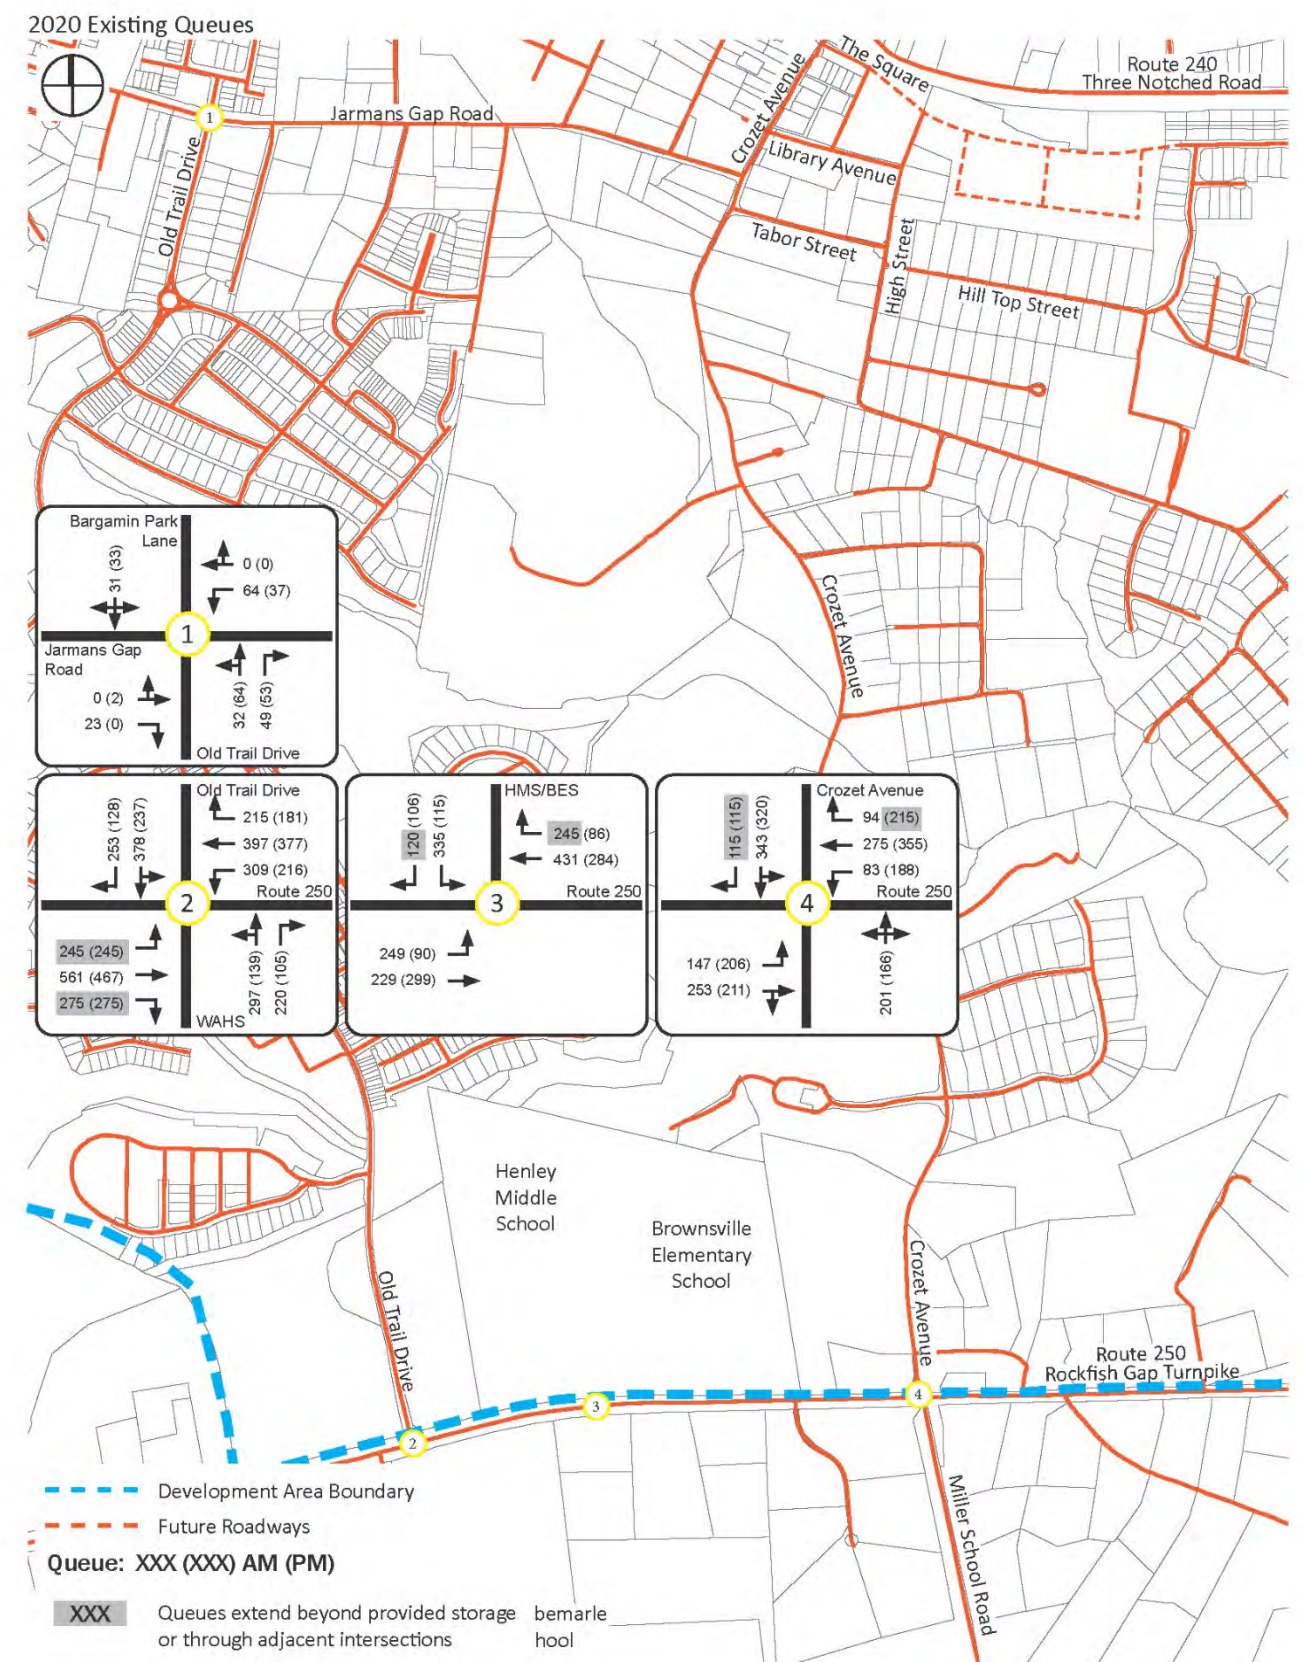 2020 Existing Queues
Route 240
Three Notched Road
The Square
Crozet Avenue
Jarmans Gap Road
1
Old Trail Drive
Library Avenue
Tabor Street
High Street
Hill Top Street
Crozet Avenue
Bargamin Park
Lane
31 (33)
0 (0)
64 (37)
1
Jarmans Gap
Road
0 (2)
23 (0)
32 (64)
49 (53)
Old Trail Drive
Old Trail Drive
253 (128)
378 (237)
215 (181)
397 (377)
309 (216)
Route 250
2
245 (245)
561 (467)
275 (275)
297 (139)
220 (105)
WAHS
HMS/BES
120 (106)
335 (115)
245 (86)
431 (284)
Route 250
3
249 (90)
229 (299)
Crozet Avenue
115 (115)
343 (320)
94 (215)
275 (355)
83 (188)
Route 250
4
147 (206)
253 (211)
201 (166)
Henley
Middle
School
Brownsville
Elementary
School
Old Trail Drive
Crozet Avenue
Route 250
Rockfish Gap Turnpike
2
3
4
Miller School Road
Development Area Boundary
Future Roadways
Queue: XXX (XXX) AM (PM)
XXX
Queues extend beyond provided storage
or through adjacent intersections
bemarle
hool